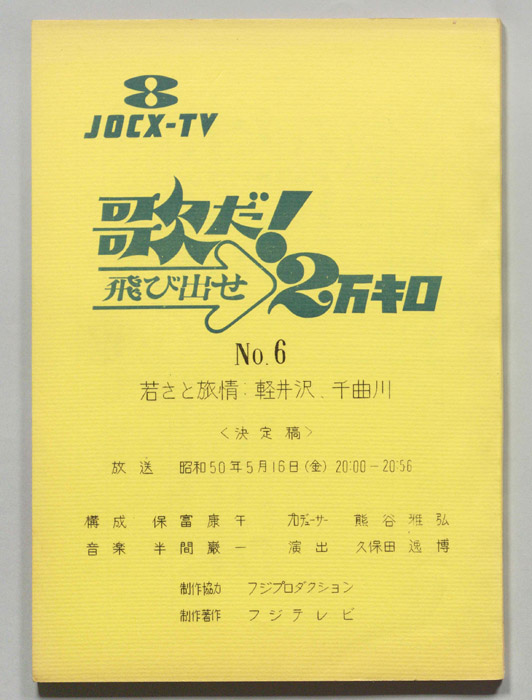 8
JOCX-TV
歌だ!
飛び出せ 2万キロ
No.6
若さと旅情:軽井沢、千曲川
〈決定稿〉
放送 昭和50年5月16日(金) 20:00-20:56
構成 保富康午 プロデューサー 熊谷雅弘
音楽 半間巌一 演出 久保田逸博
制作協力 フジプロダクション
制作著作 フジテレビ